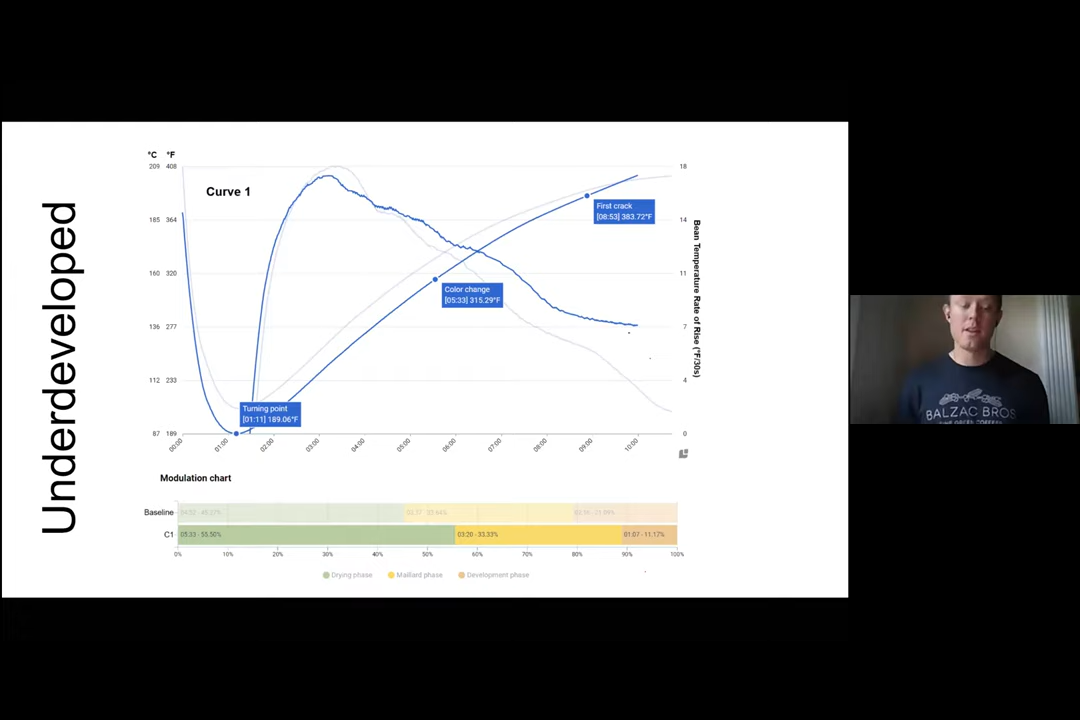 Underdeveloped
°C °F
209 408
185 364
160 320
136 277
112 233
87 189
Curve 1
Turning point
[01:11] 189.06°F
Color change
[05:33] 315.29°F
First crack
[08:53] 383.72°F
18
14
11
7
4
0
Bean Temperature Rate of Rise (°F/30s)
00:00 01:00 02:00 03:00 04:00 05:00 06:00 07:00 08:00 09:00 10:00
Modulation chart
Baseline
C1 05:33 - 55.50% 03:20 - 33.33% 01:07 - 11.17%
0% 10% 20% 30% 40% 50% 60% 70% 80% 90% 100%
Drying phase Maillard phase Development phase
BALZAC BROS